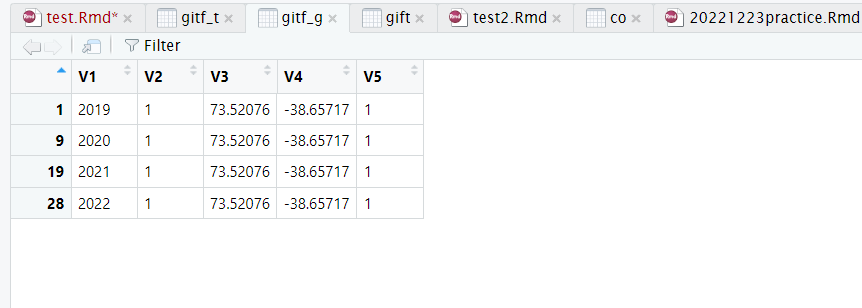 test.Rmd* gitf_t gitf_g gift test2.Rmd co 20221223practice.Rmd
Filter
V1 V2 V3 V4 V5
1 2019 1 73.52076 -38.65717 1
9 2020 1 73.52076 -38.65717 1
19 2021 1 73.52076 -38.65717 1
28 2022 1 73.52076 -38.65717 1